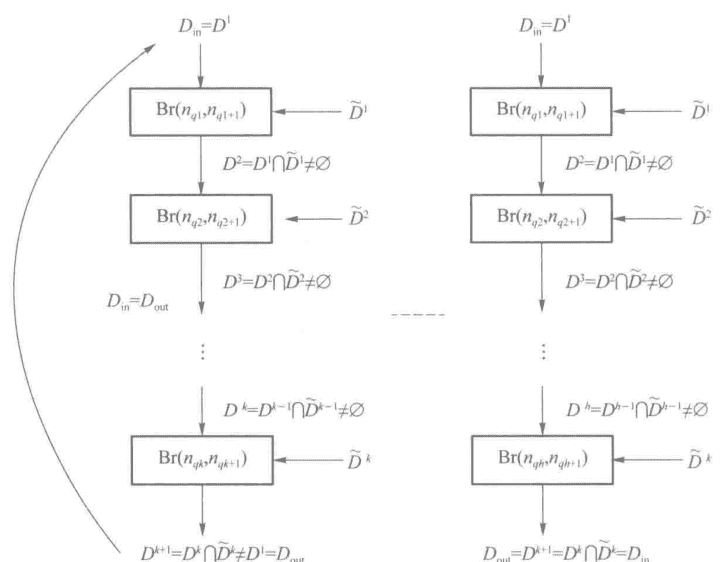 D_in=D^1
Br(n_q1,n_q1+1)
D̃^1
D^2=D^1⋂D̃^1≠∅
Br(n_q2,n_q2+1)
D̃^2
D^3=D^2⋂D̃^2≠∅
D_in=D_out
⋮
D^k=D^k-1⋂D̃^k-1≠∅
Br(n_qk,n_qk+1)
D̃^k
D^k+1=D^k⋂D̃^k≠D^1=D_out
D_in=D^1
Br(n_q1,n_q1+1)
D̃^1
D^2=D^1⋂D̃^1≠∅
Br(n_q2,n_q2+1)
D̃^2
D^3=D^2⋂D̃^2≠∅
⋮
D^h=D^h-1⋂D̃^h-1≠∅
Br(n_qh,n_qh+1)
D̃^k
D_out=D^k+1=D^k⋂D̃^k=D_in